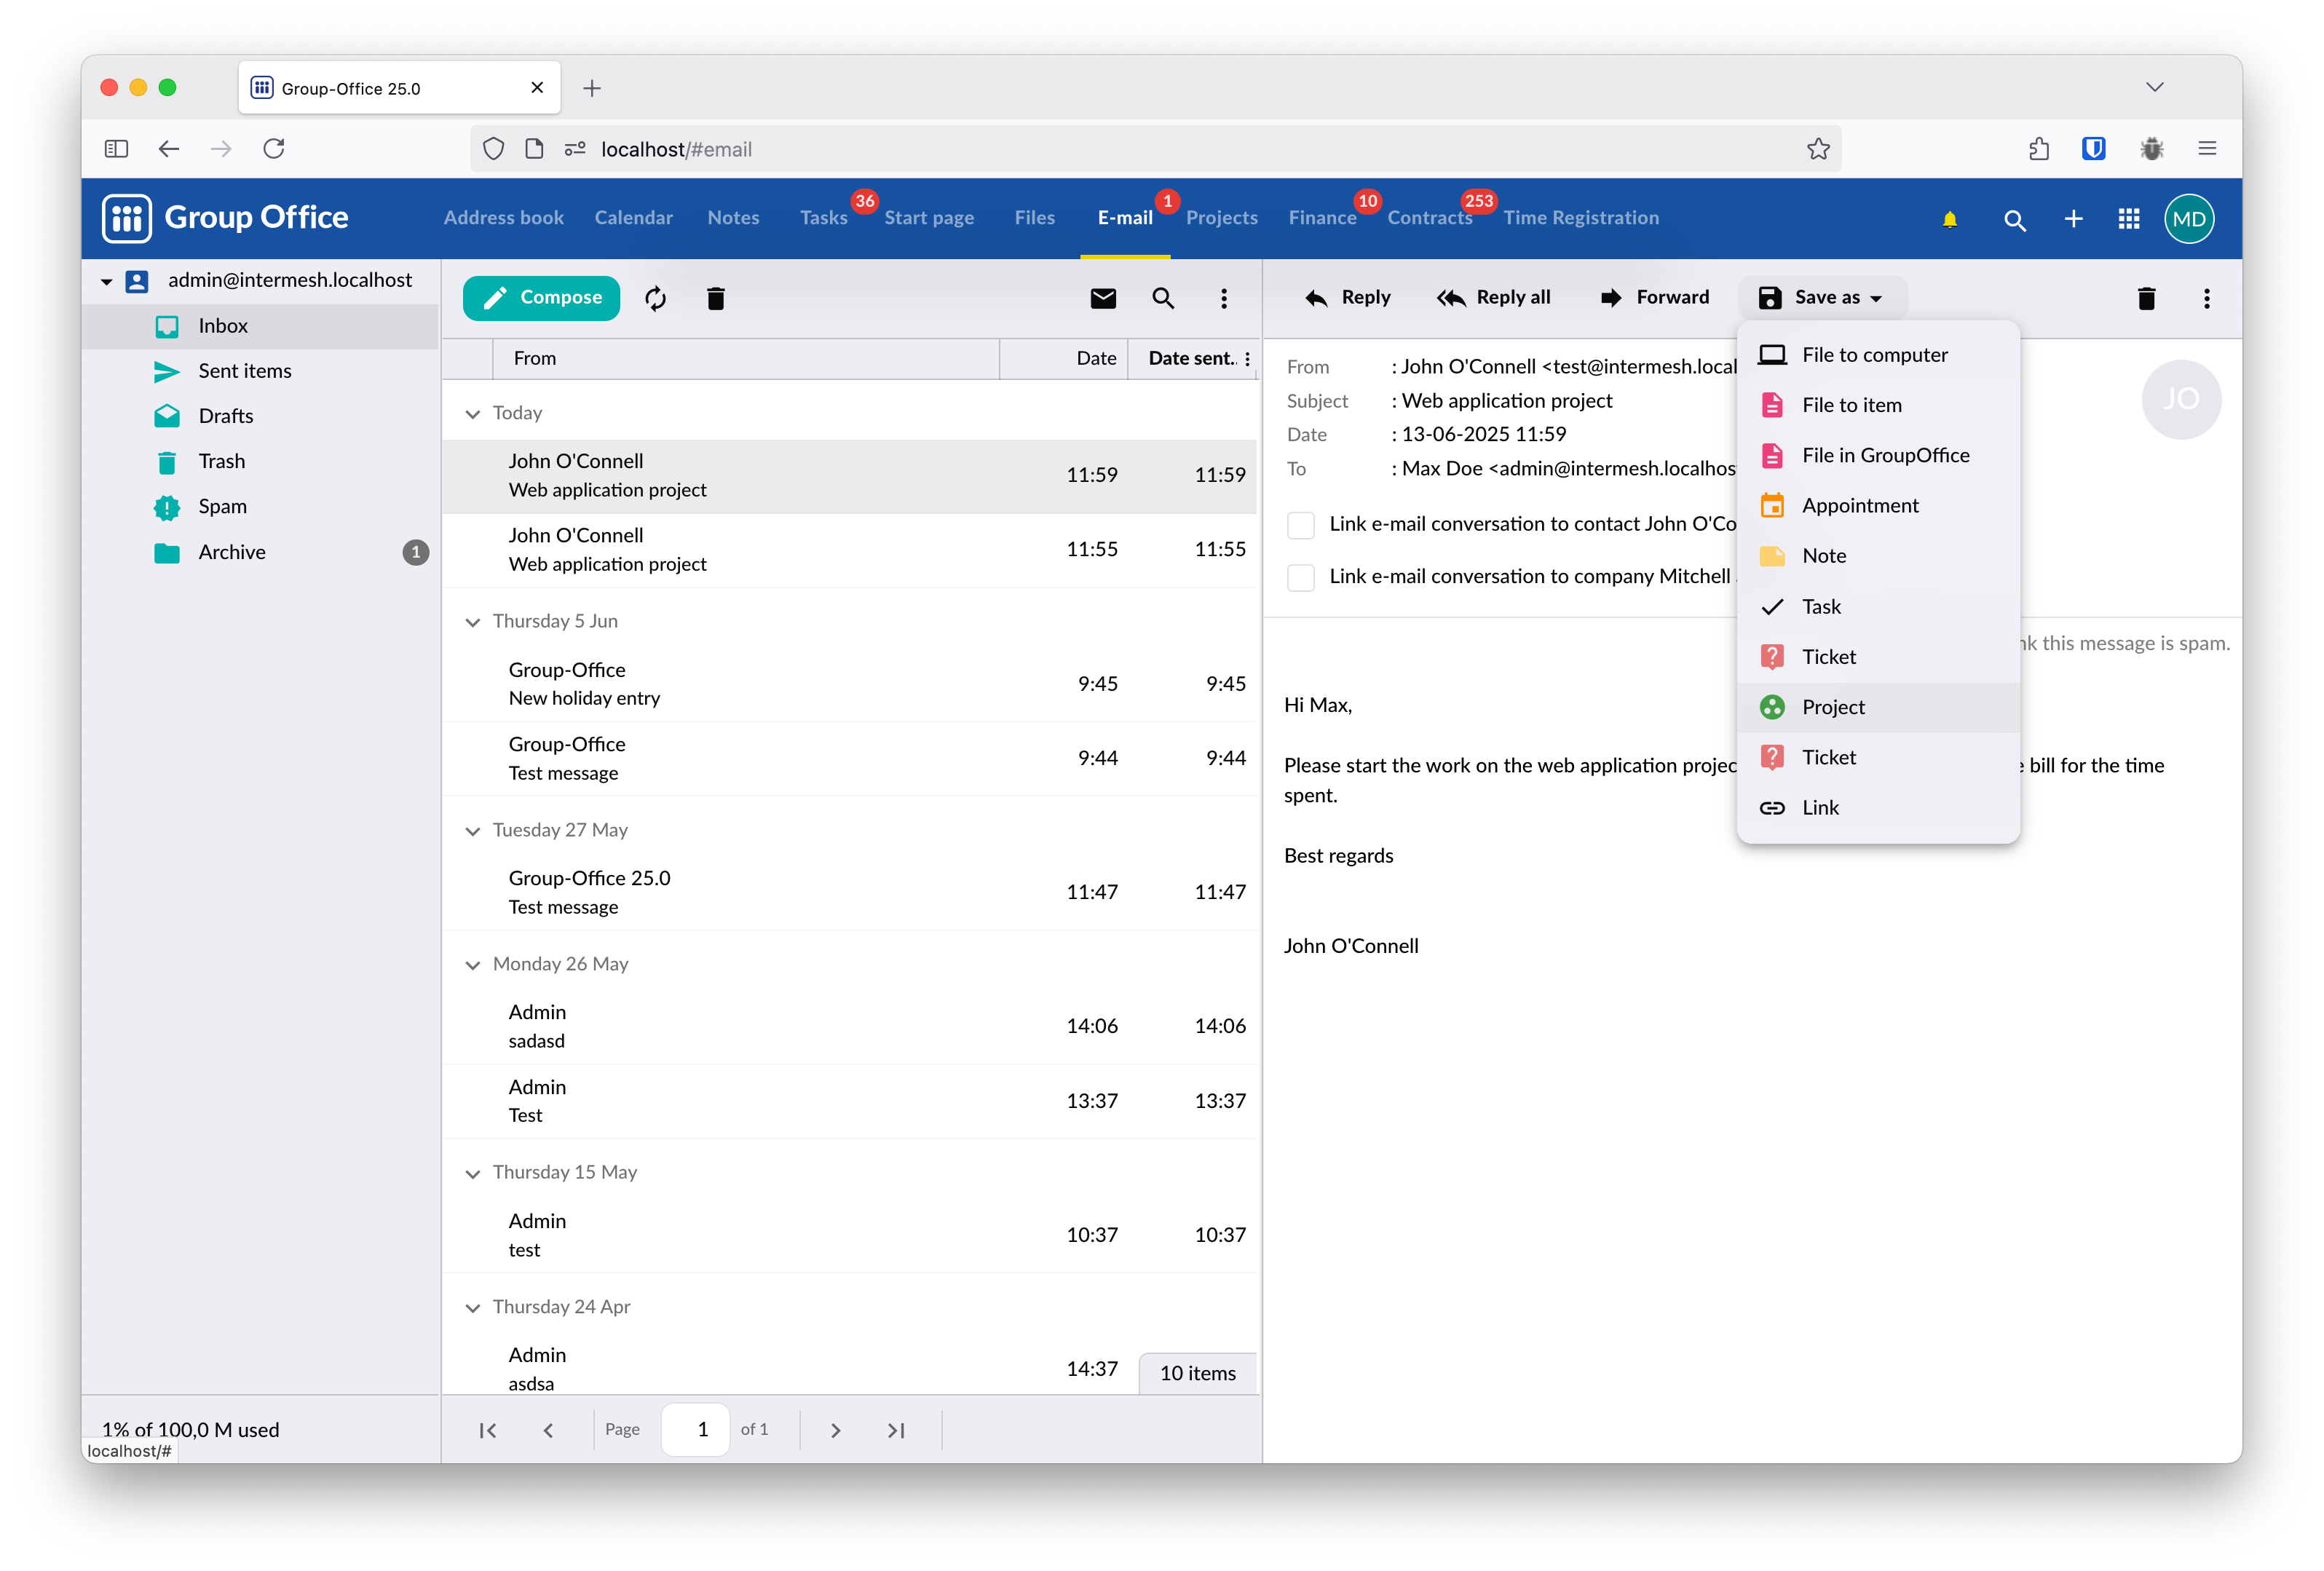 Group-Office 25.0
localhost/#email
Group Office
Address book
Calendar
Notes
Tasks 36
Start page
Files
E-mail 1
Projects
Finance 10
Contracts 253
Time Registration
MD
admin@intermesh.localhost
Inbox
Sent items
Drafts
Trash
Spam
Archive 1
1% of 100,0 M used
localhost/#
Compose
From Date Date sent..
Today
John O'Connell
Web application project
11:59 11:59
John O'Connell
Web application project
11:55 11:55
Thursday 5 Jun
Group-Office
New holiday entry
9:45 9:45
Group-Office
Test message
9:44 9:44
Tuesday 27 May
Group-Office 25.0
Test message
11:47 11:47
Monday 26 May
Admin
sadasd
14:06 14:06
Admin
Test
13:37 13:37
Thursday 15 May
Admin
test
10:37 10:37
Thursday 24 Apr
Admin
asdsa
14:37
10 items
Page 1 of 1
Reply
Reply all
Forward
Save as
From : John O'Connell <test@intermesh.local
Subject : Web application project
Date : 13-06-2025 11:59
To : Max Doe <admin@intermesh.localhos
JO
Link e-mail conversation to contact John O'Co
Link e-mail conversation to company Mitchell
this message is spam.
Hi Max,
Please start the work on the web application projec bill for the time
spent.
Best regards
John O'Connell
File to computer
File to item
File in GroupOffice
Appointment
Note
Task
Ticket
Project
Ticket
Link